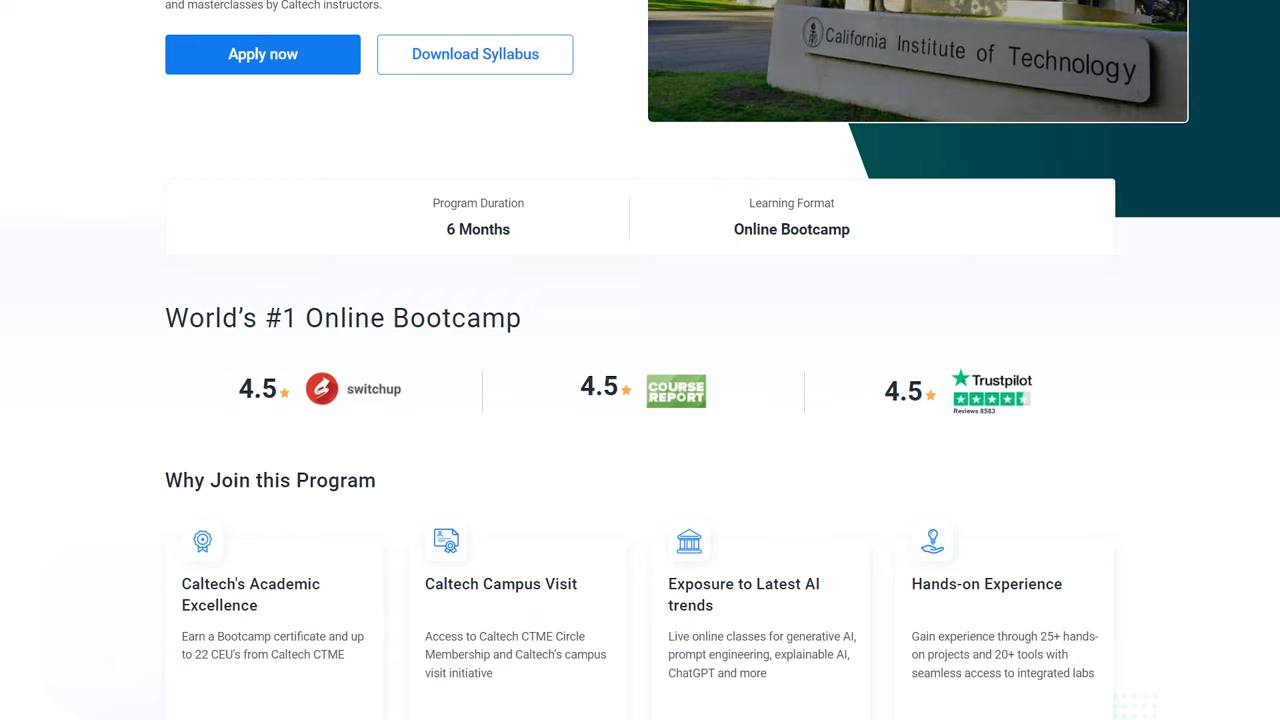 and masterclasses by Caltech instructors.
Apply now
Download Syllabus
California Institute of Technology
Program Duration
6 Months
Learning Format
Online Bootcamp
World’s #1 Online Bootcamp
4.5
switchup
4.5
COURSE
REPORT
4.5
Trustpilot
Reviews 8583
Why Join this Program
Caltech's Academic
Excellence
Earn a Bootcamp certificate and up
to 22 CEU's from Caltech CTME
Caltech Campus Visit
Access to Caltech CTME Circle
Membership and Caltech's campus
visit initiative
Exposure to Latest AI
trends
Live online classes for generative AI,
prompt engineering, explainable AI,
ChatGPT and more
Hands-on Experience
Gain experience through 25+ hands-
on projects and 20+ tools with
seamless access to integrated labs